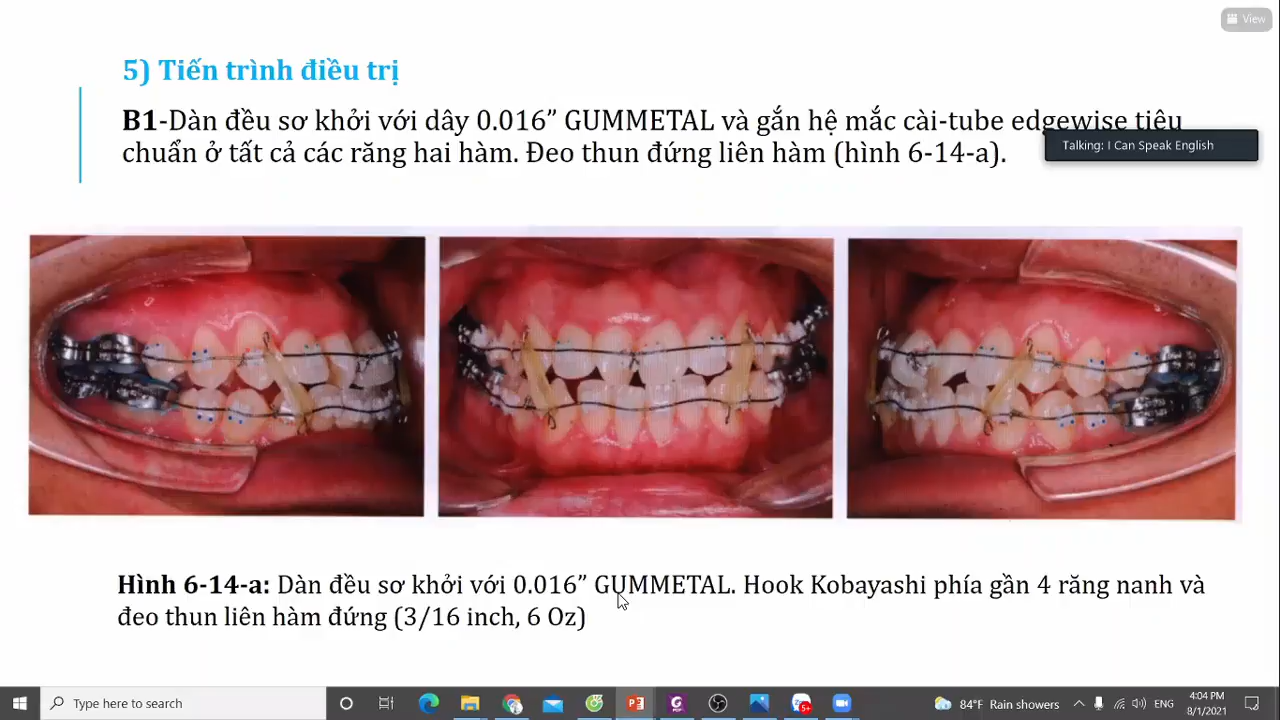 View
5) Tiến trình điều trị
B1-Dàn đều sơ khởi với dây 0.016” GUMMETAL và gắn hệ mắc cài-tube edgewise tiêu
chuẩn ở tất cả các răng hai hàm. Đeo thun đứng liên hàm (hình 6-14-a).
Talking: I Can Speak English
Hình 6-14-a: Dàn đều sơ khởi với 0.016” GUMMETAL. Hook Kobayashi phía gần 4 răng nanh và
đeo thun liên hàm đứng (3/16 inch, 6 Oz)
Type here to search
84°F Rain showers
ENG
4:04 PM
8/1/2021